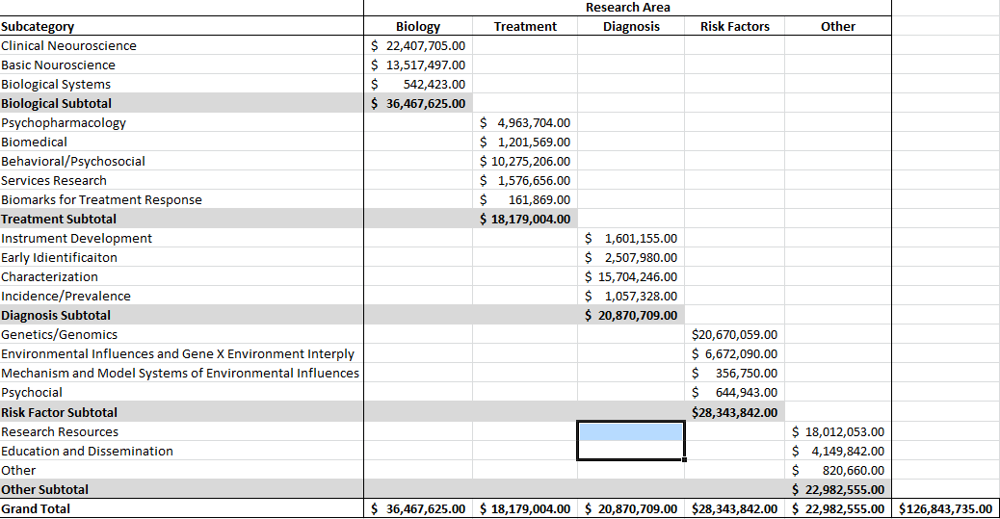 Research Area
Subcategory Biology Treatment Diagnosis Risk Factors Other
Clinical Neouroscience $ 22,407,705.00
Basic Nouroscience $ 13,517,497.00
Biological Systems $ 542,423.00
Biological Subtotal $ 36,467,625.00
Psychopharmacology $ 4,963,704.00
Biomedical $ 1,201,569.00
Behavioral/Psychosocial $ 10,275,206.00
Services Research $ 1,576,656.00
Biomarks for Treatment Response $ 161,869.00
Treatment Subtotal $ 18,179,004.00
Instrument Development $ 1,601,155.00
Early Idientificaiton $ 2,507,980.00
Characterization $ 15,704,246.00
Incidence/Prevalence $ 1,057,328.00
Diagnosis Subtotal $ 20,870,709.00
Genetics/Genomics $20,670,059.00
Environmental Influences and Gene X Environment Interply $ 6,672,090.00
Mechanism and Model Systems of Environmental Influences $ 356,750.00
Psychocial $ 644,943.00
Risk Factor Subtotal $28,343,842.00
Research Resources $ 18,012,053.00
Education and Dissemination $ 4,149,842.00
Other $ 820,660.00
Other Subtotal $ 22,982,555.00
Grand Total $ 36,467,625.00 $ 18,179,004.00 $ 20,870,709.00 $28,343,842.00 $ 22,982,555.00 $126,843,735.00